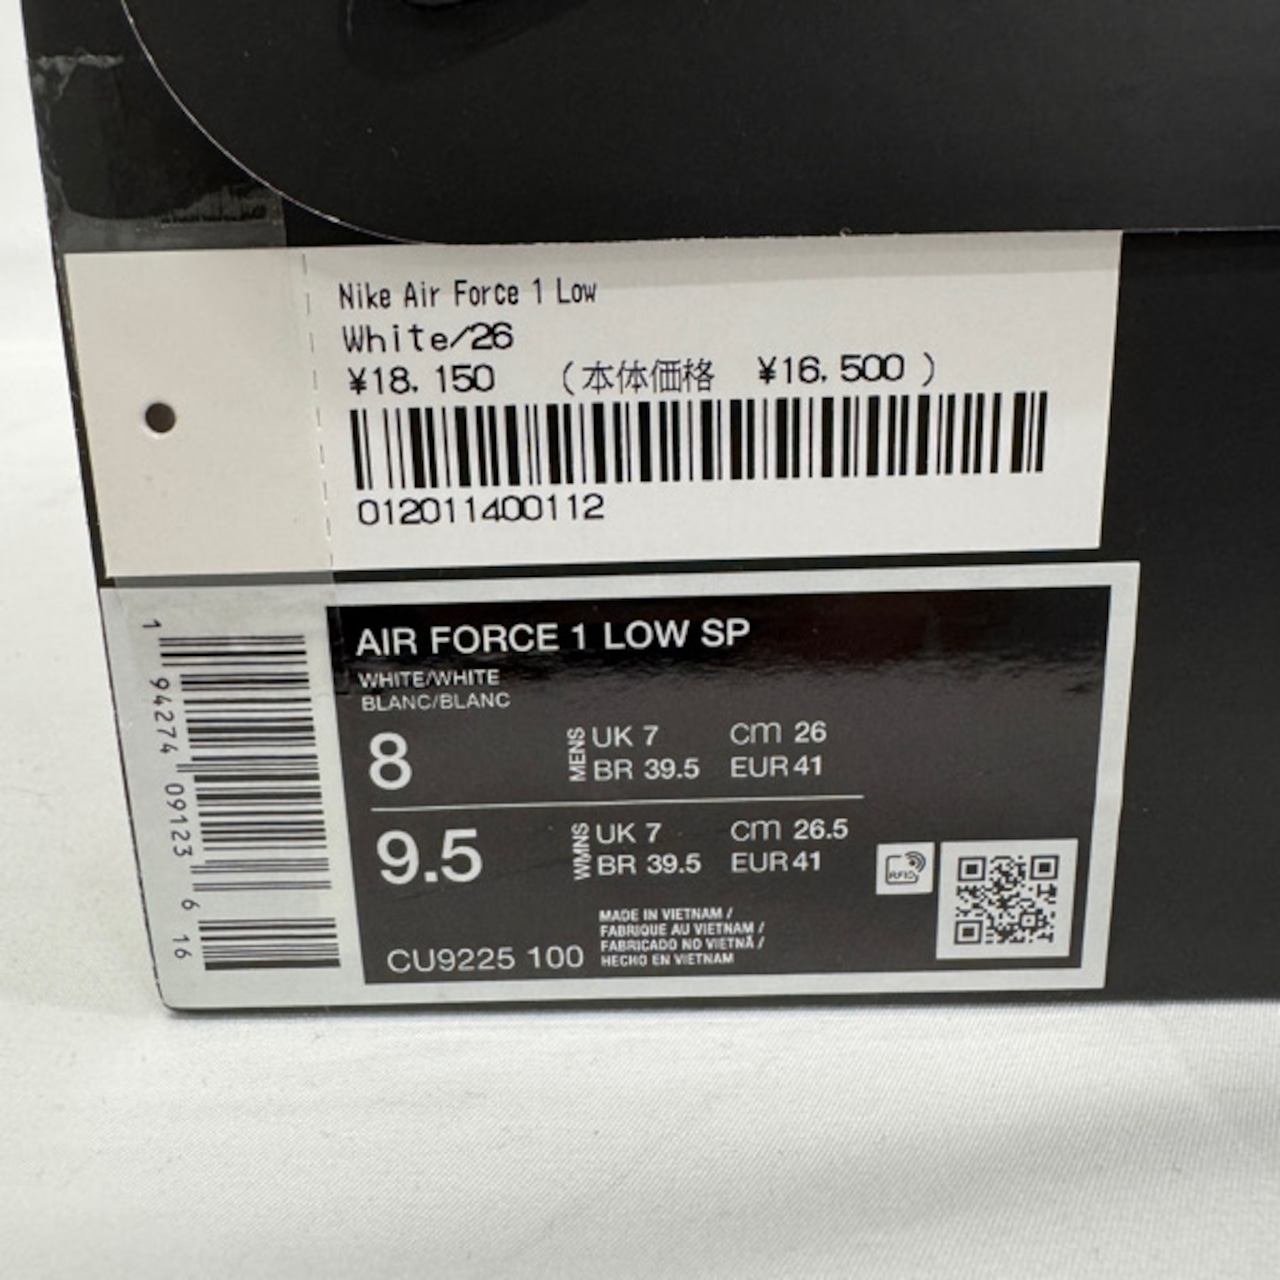 Nike Air Force 1 Low
White/26
¥18,150 (本体価格 ¥16,500)
012011400112
1 94274 09123 6 16
AIR FORCE 1 LOW SP
WHITE/WHITE
BLANC/BLANC
8 MENS UK 7 cm 26
BR 39.5 EUR 41
9.5 WMNS UK 7 cm 26.5
BR 39.5 EUR 41
RFID
MADE IN VIETNAM /
FABRIQUE AU VIETNAM /
FABRICADO NO VIETNÃ /
HECHO EN VIETNAM
CU9225 100